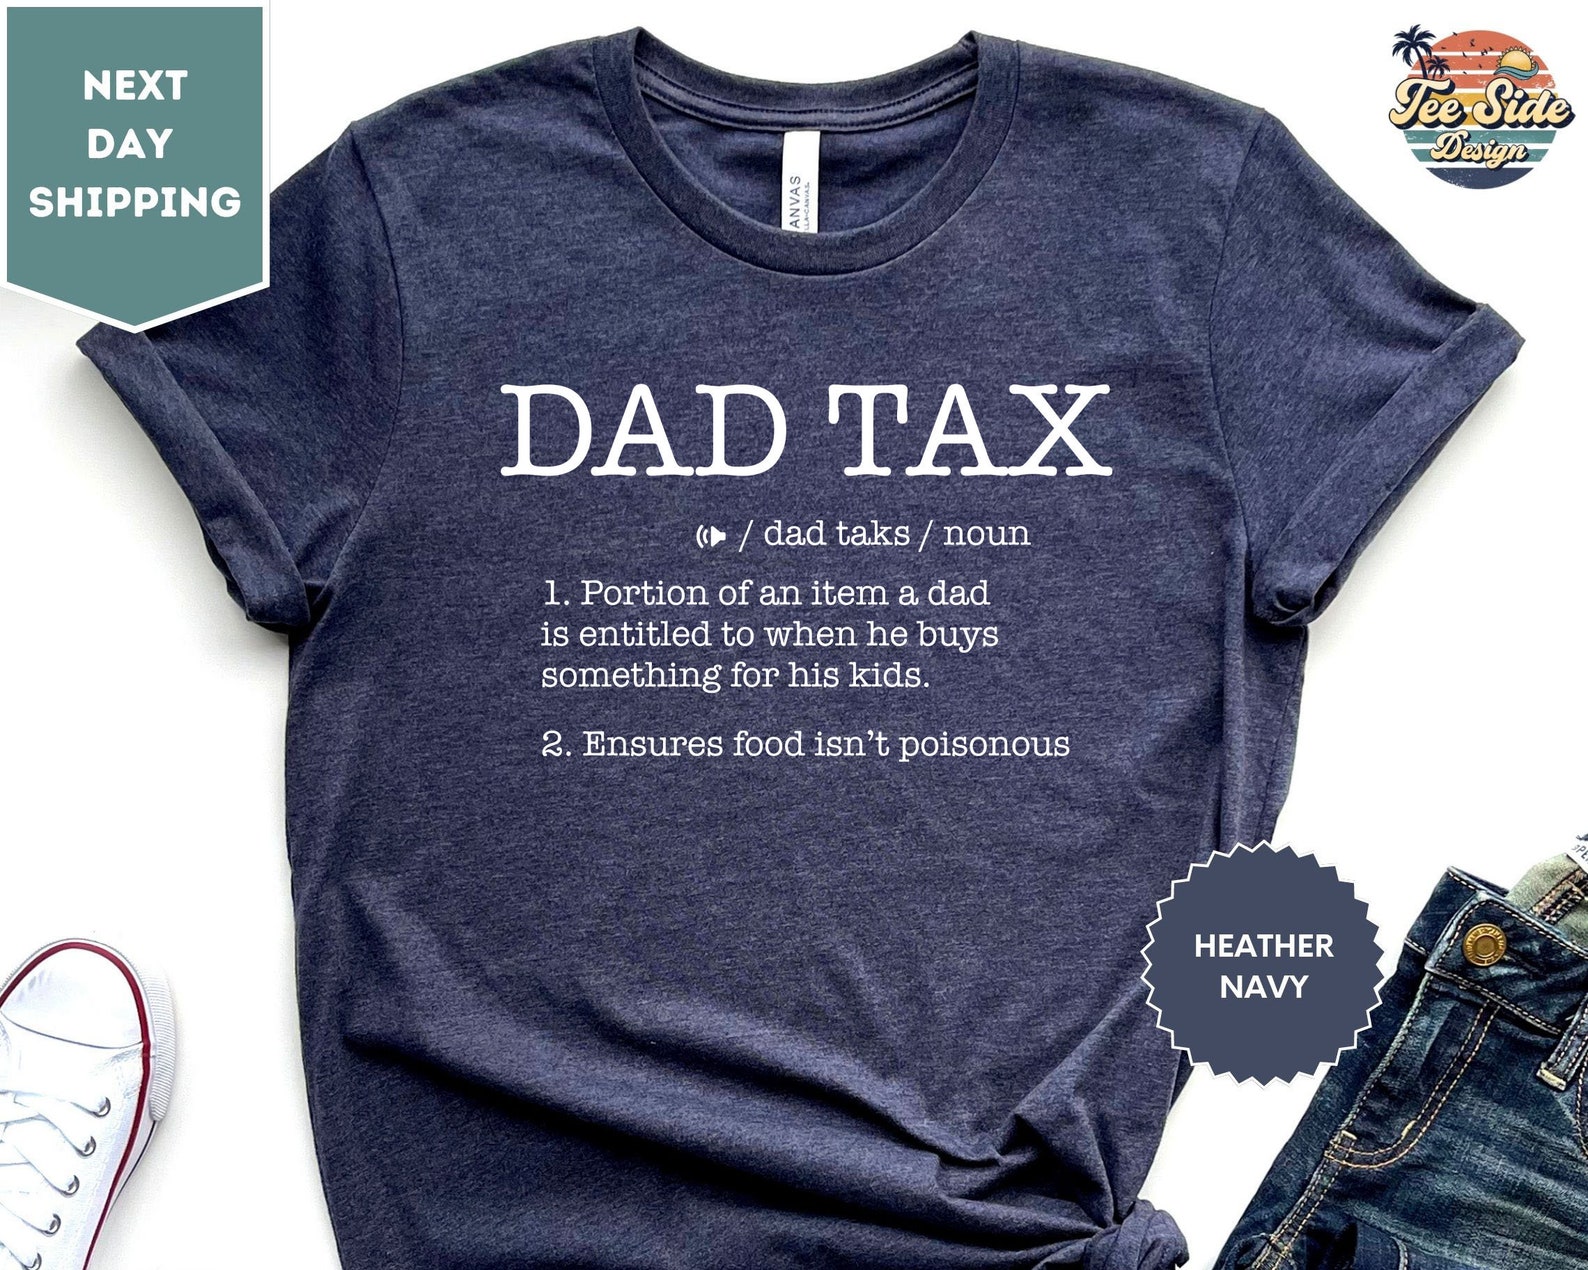 NEXT
DAY
SHIPPING
Tee Side
Design
CANVAS
DAD TAX
/ dad taks / noun
1. Portion of an item a dad
is entitled to when he buys
something for his kids.
2. Ensures food isn’t poisonous
HEATHER
NAVY